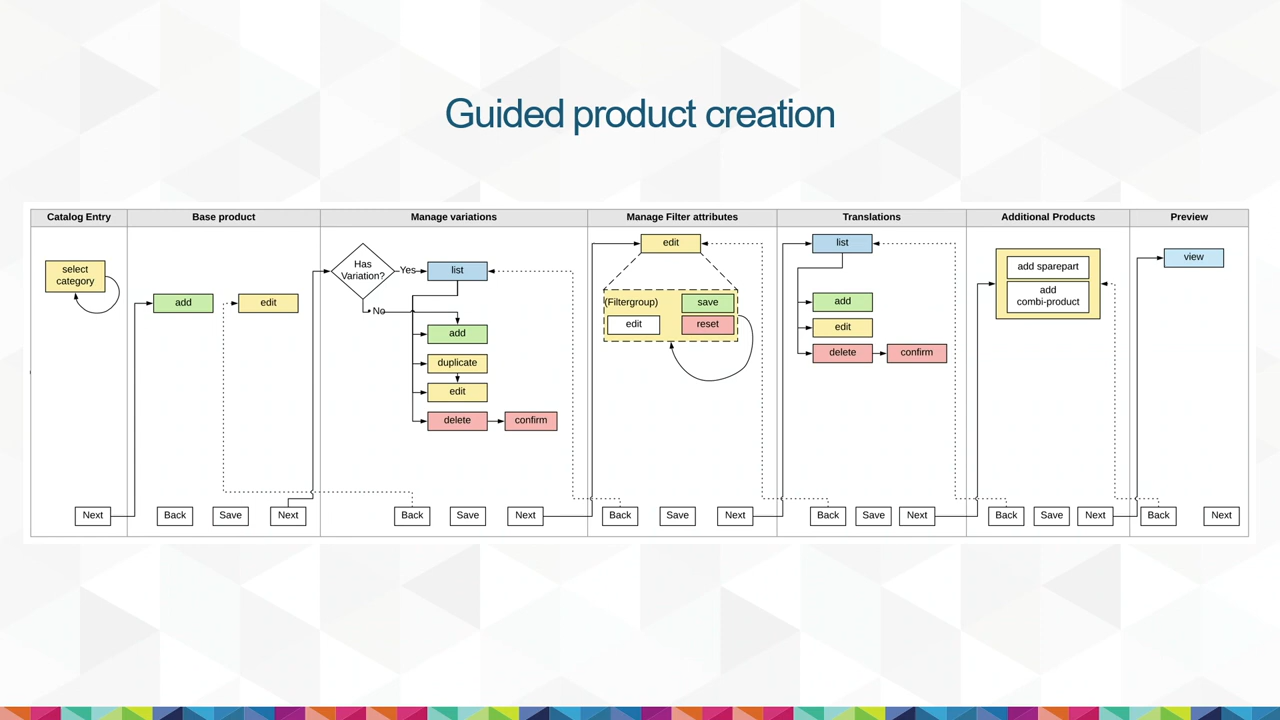 Guided product creation
Catalog Entry
Base product
Manage variations
Manage Filter attributes
Translations
Additional Products
Preview
select
category
add
edit
Has
Variation?
Yes
No
list
add
duplicate
edit
delete
confirm
edit
(Filtergroup)
save
edit
reset
list
add
edit
delete
confirm
add sparepart
add
combi-product
view
Next
Back
Save
Next
Back
Save
Next
Back
Save
Next
Back
Save
Next
Back
Save
Next
Back
Next